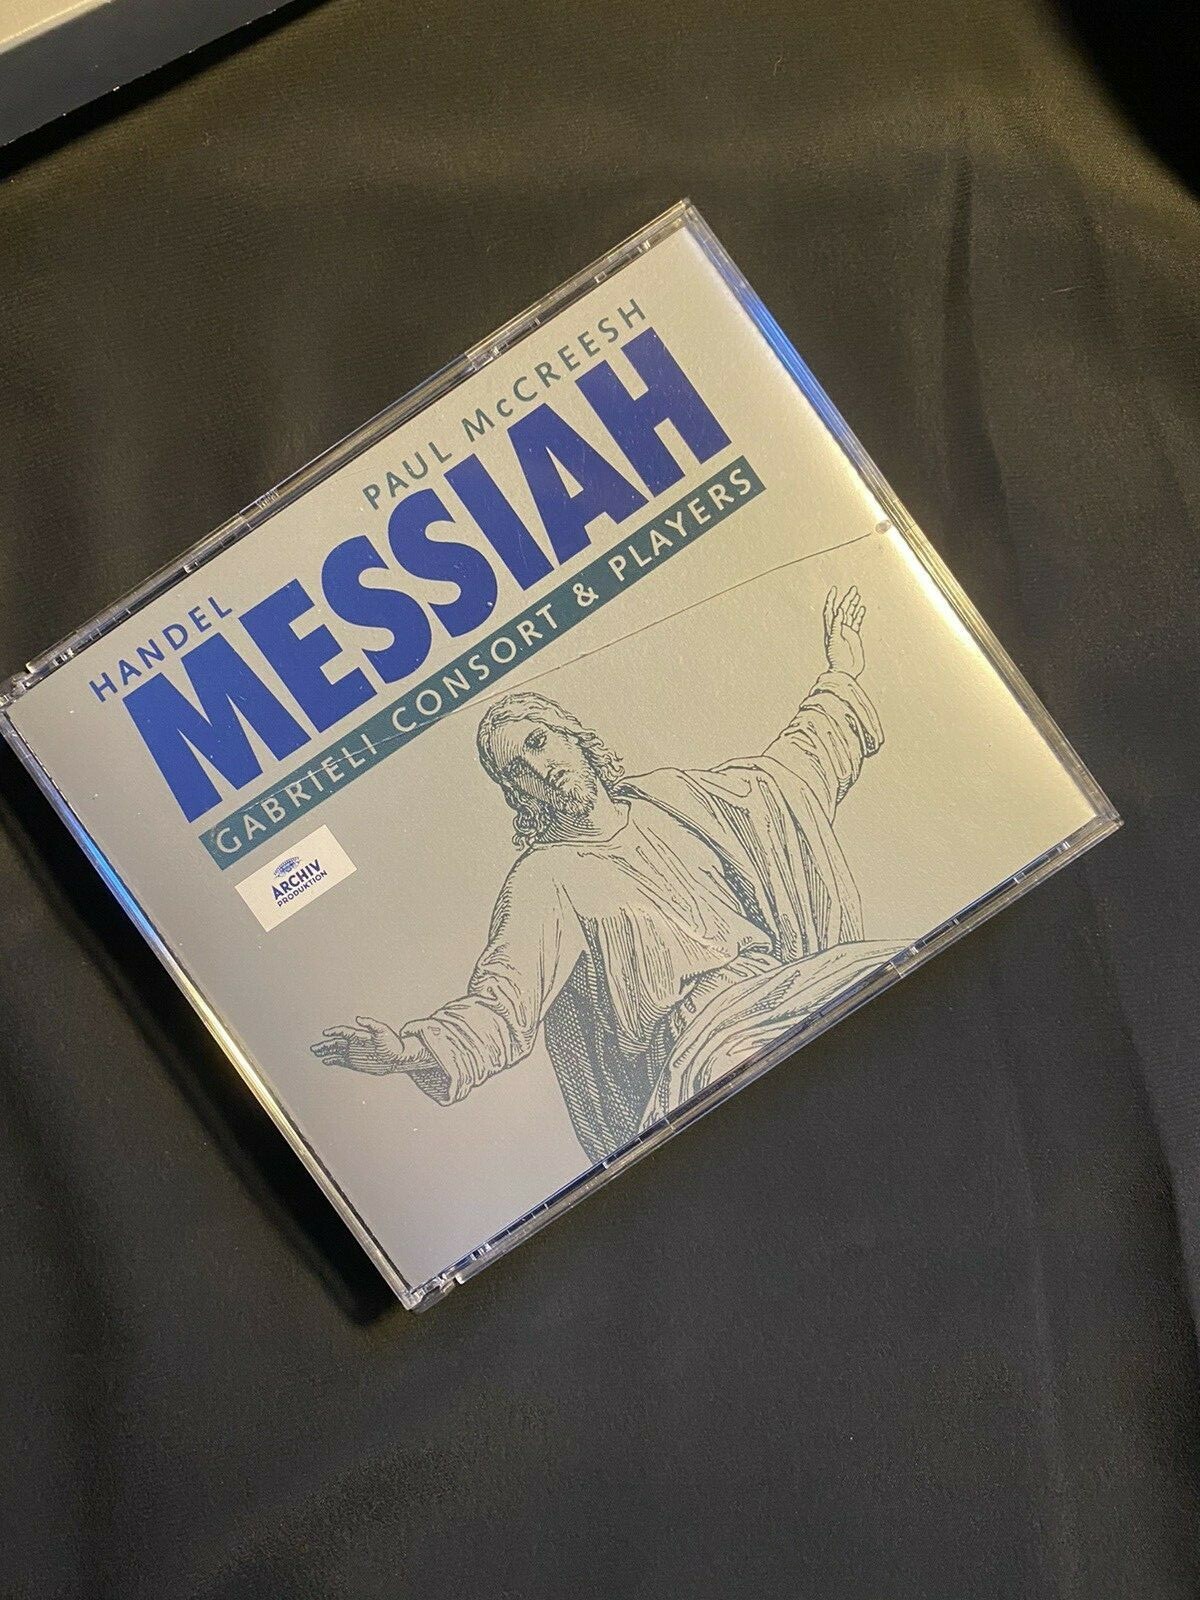 HANDEL PAUL McCREESH
MESSIAH
GABRIELI CONSORT & PLAYERS
ARCHIV
PRODUKTION